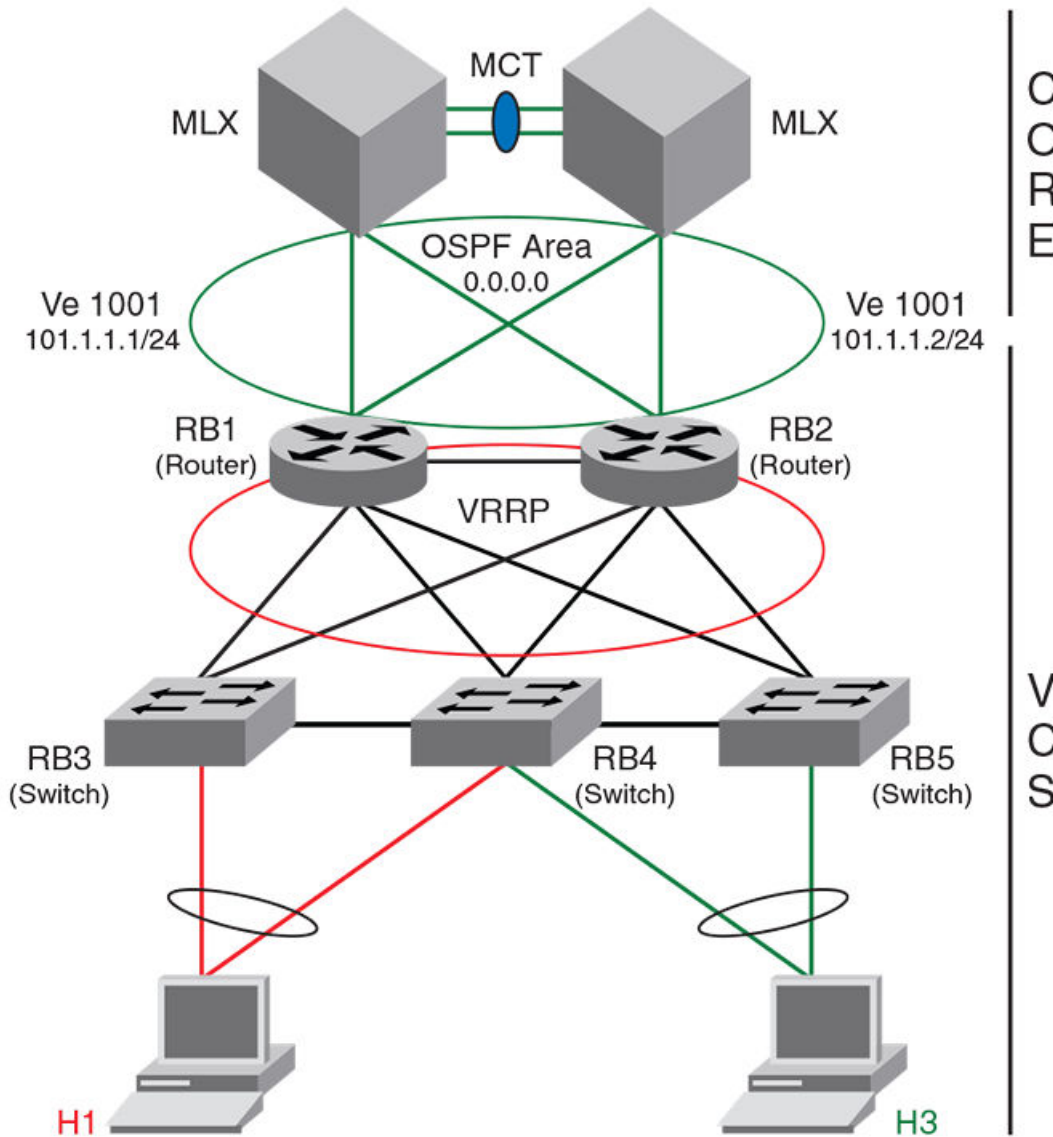 MCT
MLX
MLX
C
O
R
E
OSPF Area
0.0.0.0
Ve 1001
101.1.1.1/24
Ve 1001
101.1.1.2/24
RB1
(Router)
RB2
(Router)
VRRP
V
C
S
RB3
(Switch)
RB4
(Switch)
RB5
(Switch)
H1
H3